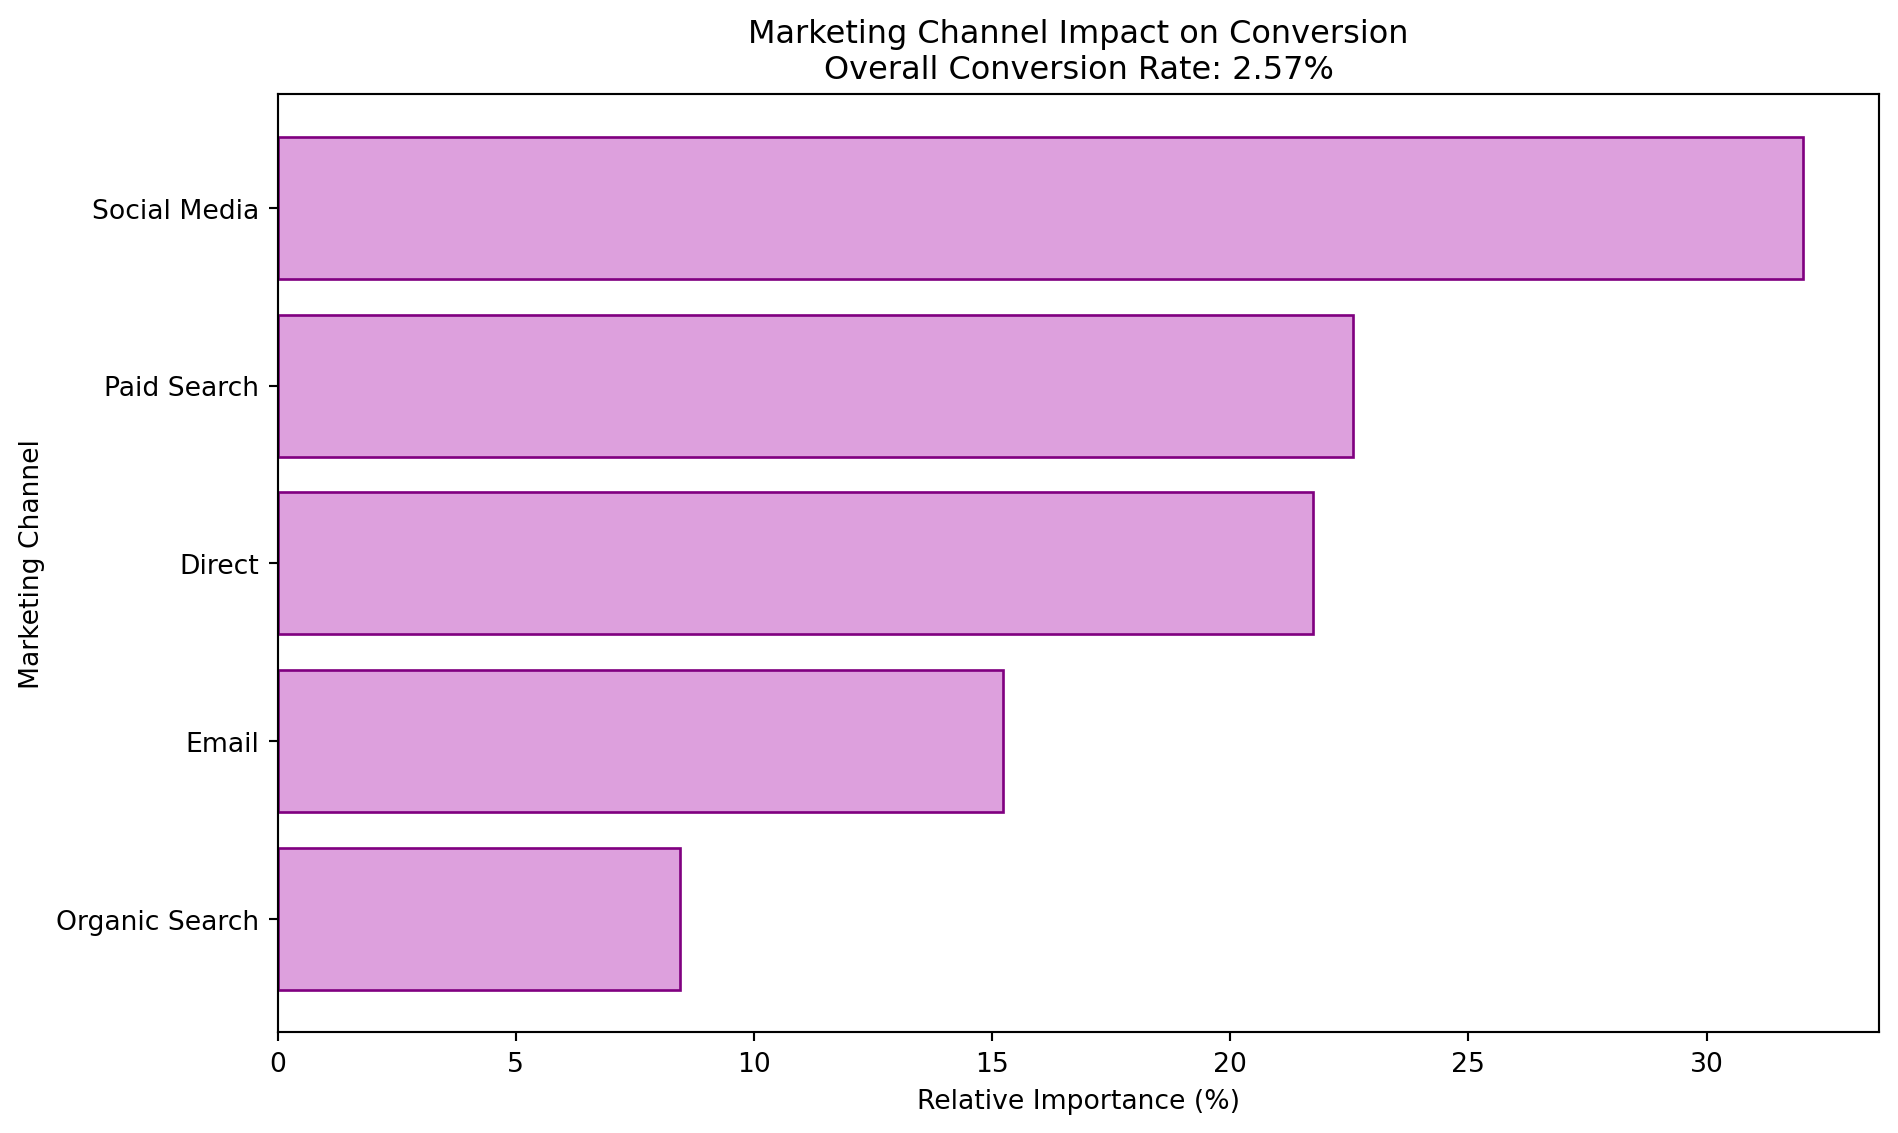 Marketing Channel Impact on Conversion
Overall Conversion Rate: 2.57%
Marketing Channel
Social Media
Paid Search
Direct
Email
Organic Search
0 5 10 15 20 25 30
Relative Importance (%)